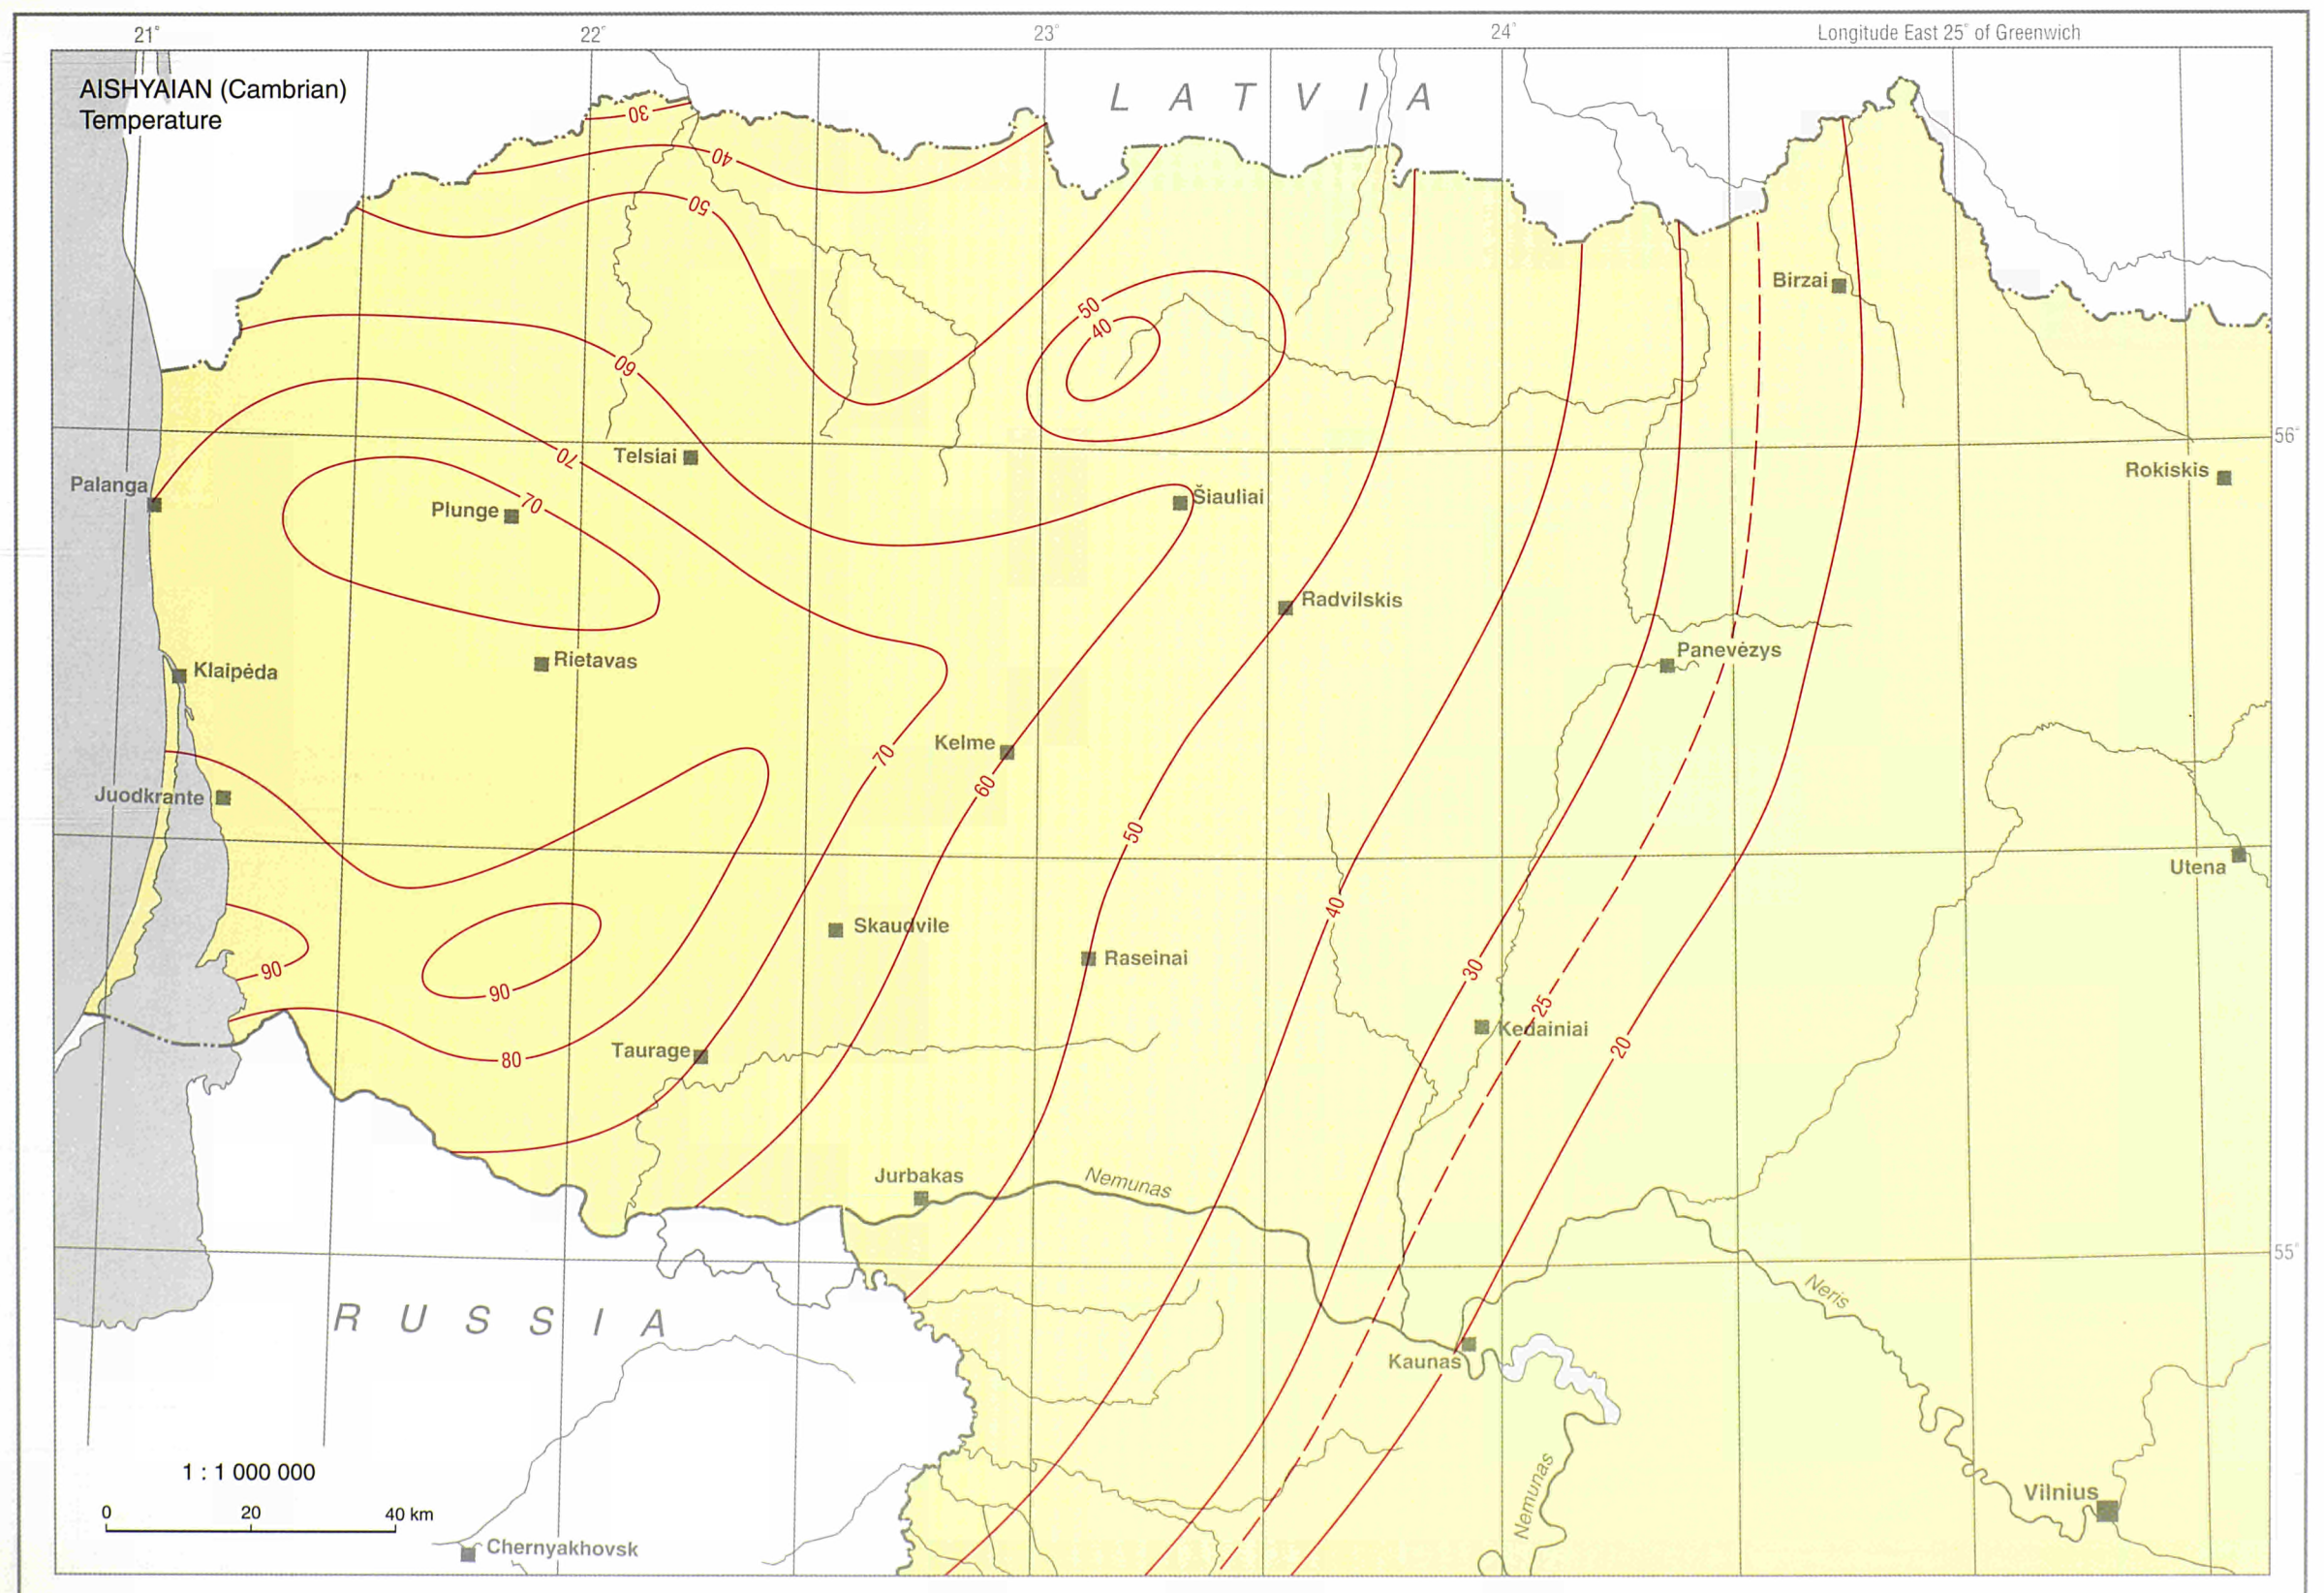 21°
22°
23°
24°
Longitude East 25° of Greenwich
AISHYAIAN (Cambrian)
Temperature
LATVIA
30
40
50
50
40
Birzai
60
56°
70
Telsiai
Rokiskis
Palanga
Plunge
70
Šiauliai
Radvilskis
Panevėzys
Klaipėda
Rietavas
Kelme
70
60
Juodkrante
50
Utena
40
Skaudvile
Raseinai
90
90
30
25
Kedainiai
20
80
Taurage
Jurbakas
Nemunas
55°
Neris
RUSSIA
Kaunas
1 : 1 000 000
0 20 40 km
Nemunas
Vilnius
Chernyakhovsk